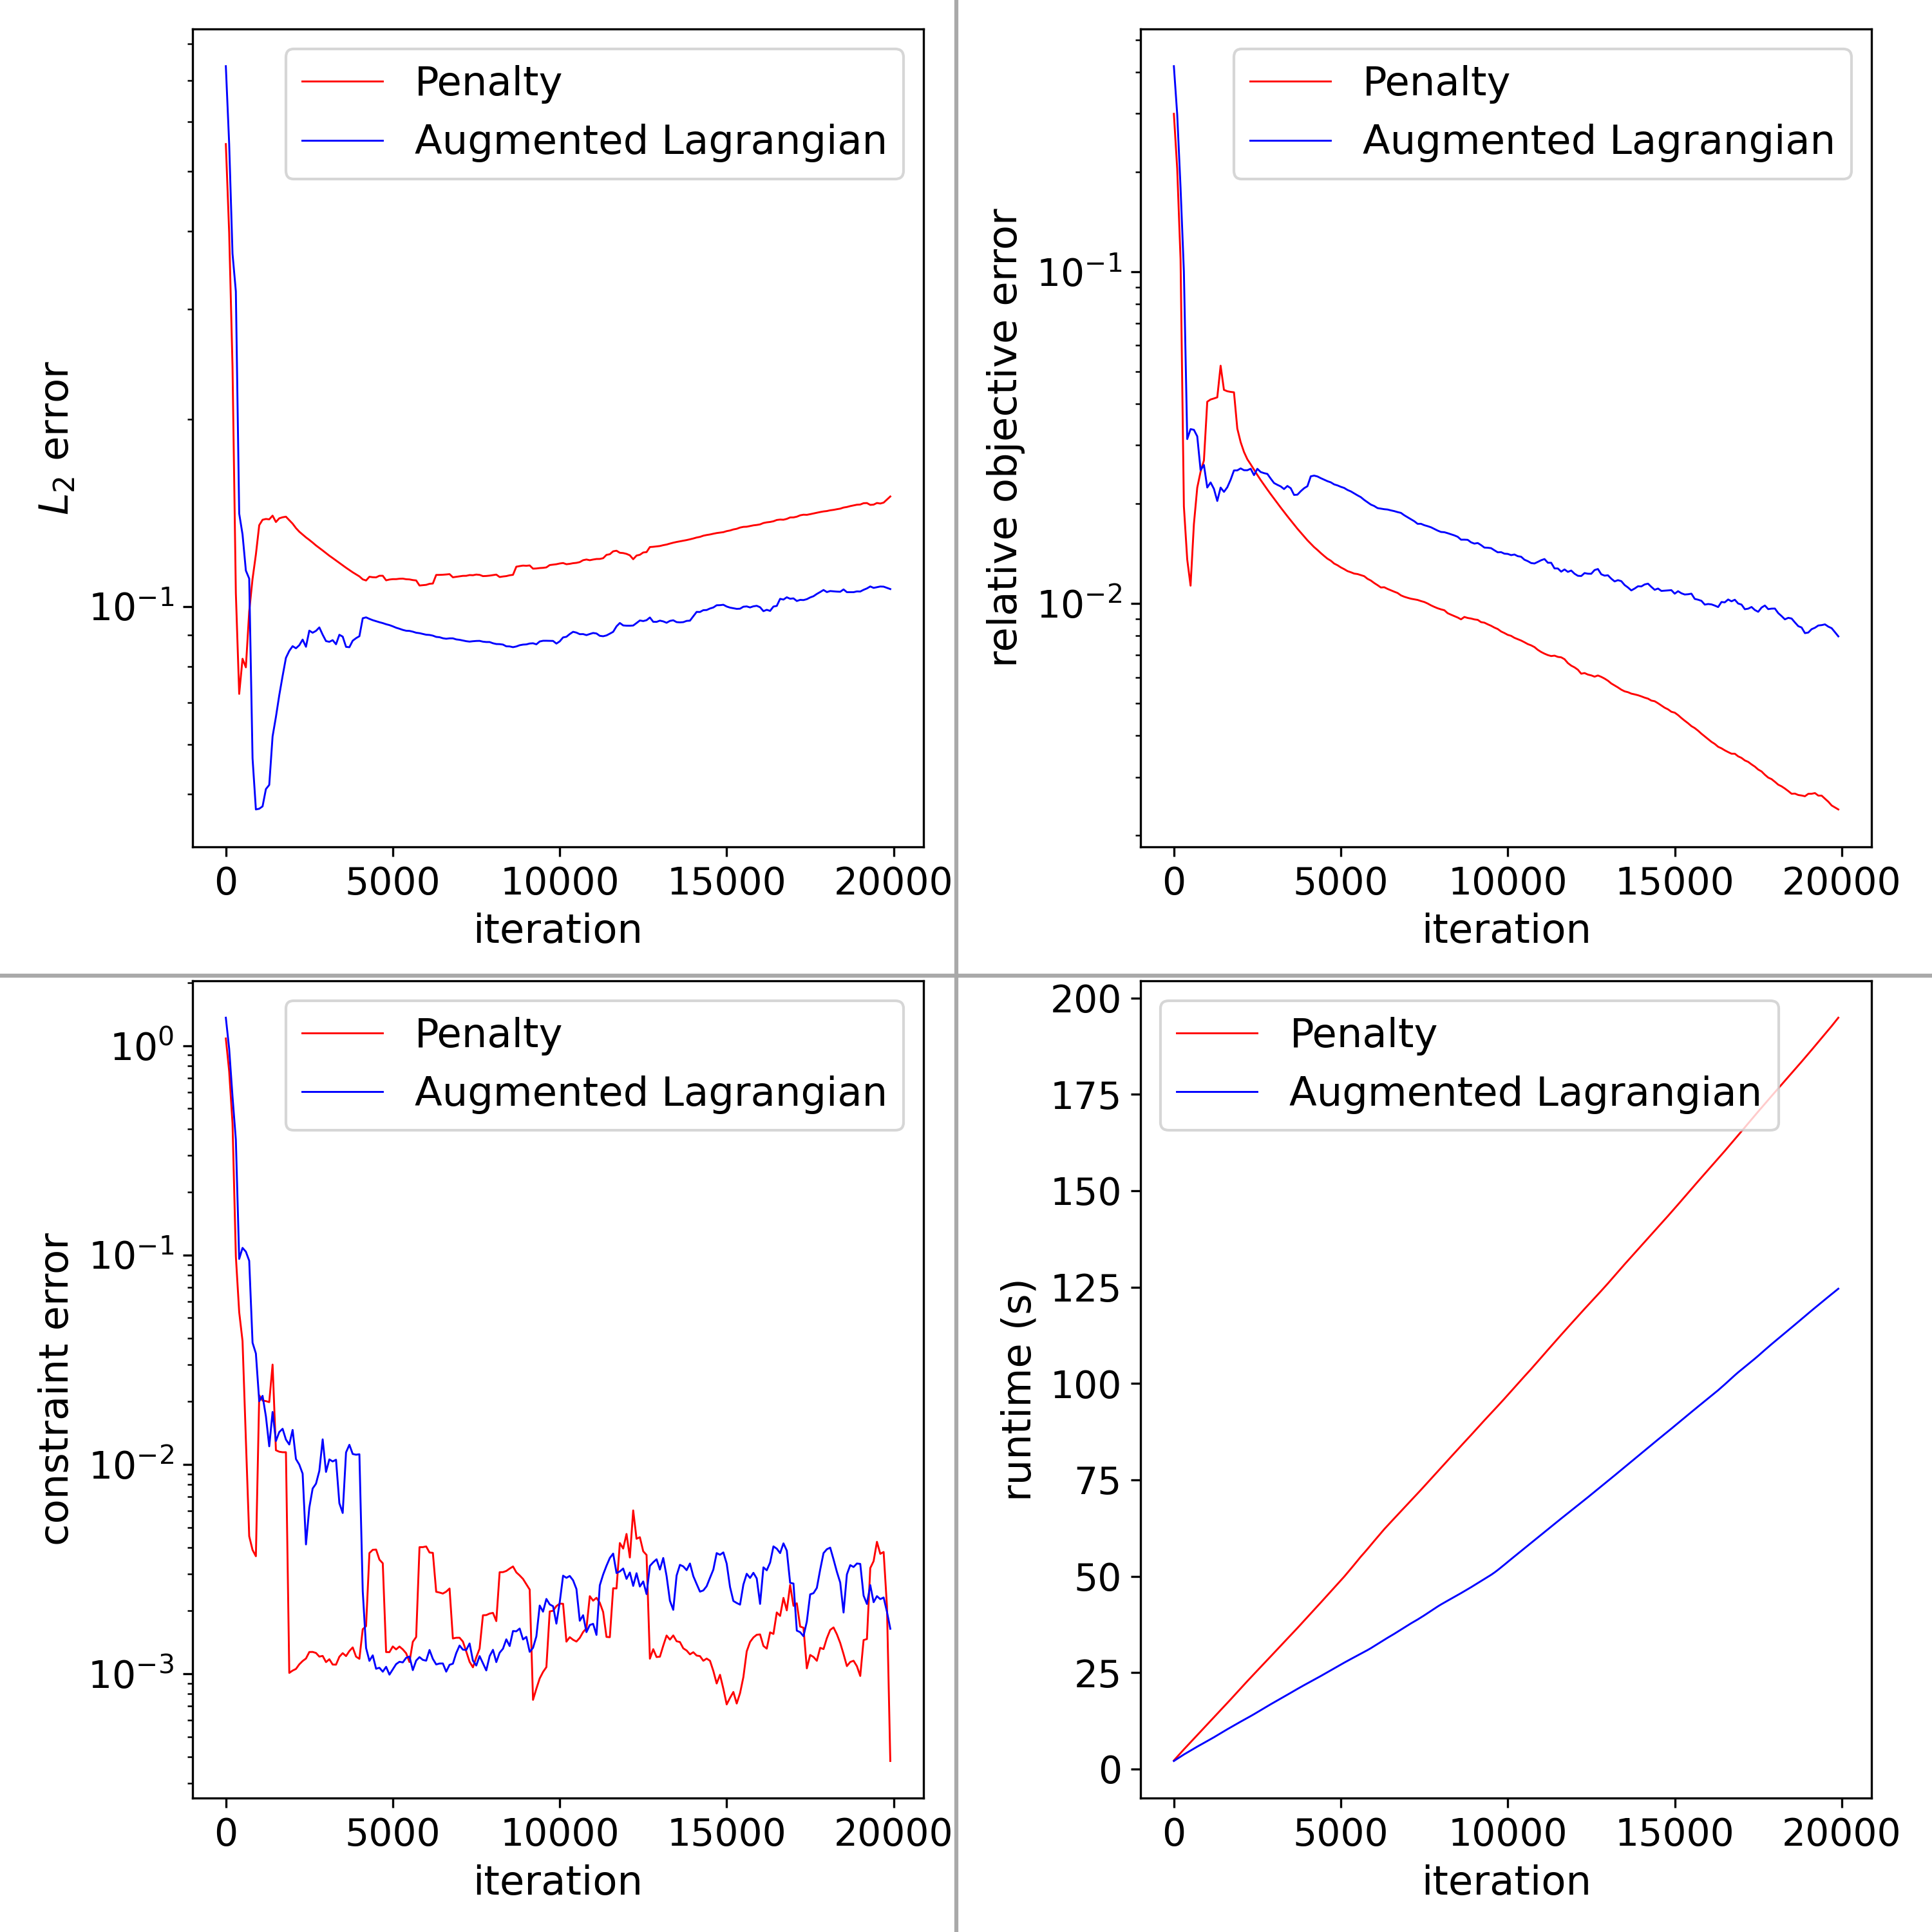 Penalty
Augmented Lagrangian
L₂ error
10⁻¹
0 5000 10000 15000 20000
iteration
Penalty
Augmented Lagrangian
relative objective error
10⁻¹
10⁻²
0 5000 10000 15000 20000
iteration
Penalty
Augmented Lagrangian
constraint error
10⁰
10⁻¹
10⁻²
10⁻³
0 5000 10000 15000 20000
iteration
Penalty
Augmented Lagrangian
runtime (s)
200
175
150
125
100
75
50
25
0
0 5000 10000 15000 20000
iteration